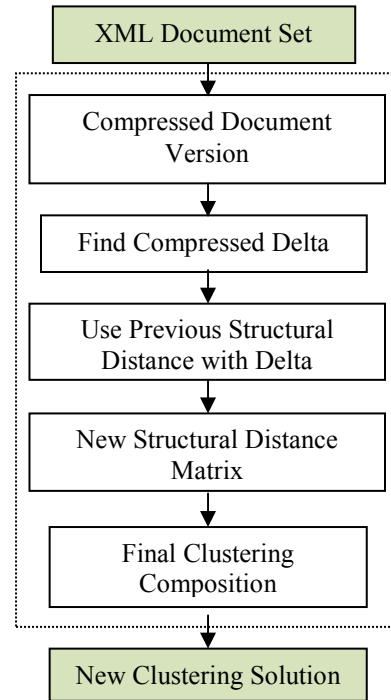 XML Document Set
Compressed Document
Version
Find Compressed Delta
Use Previous Structural
Distance with Delta
New Structural Distance
Matrix
Final Clustering
Composition
New Clustering Solution